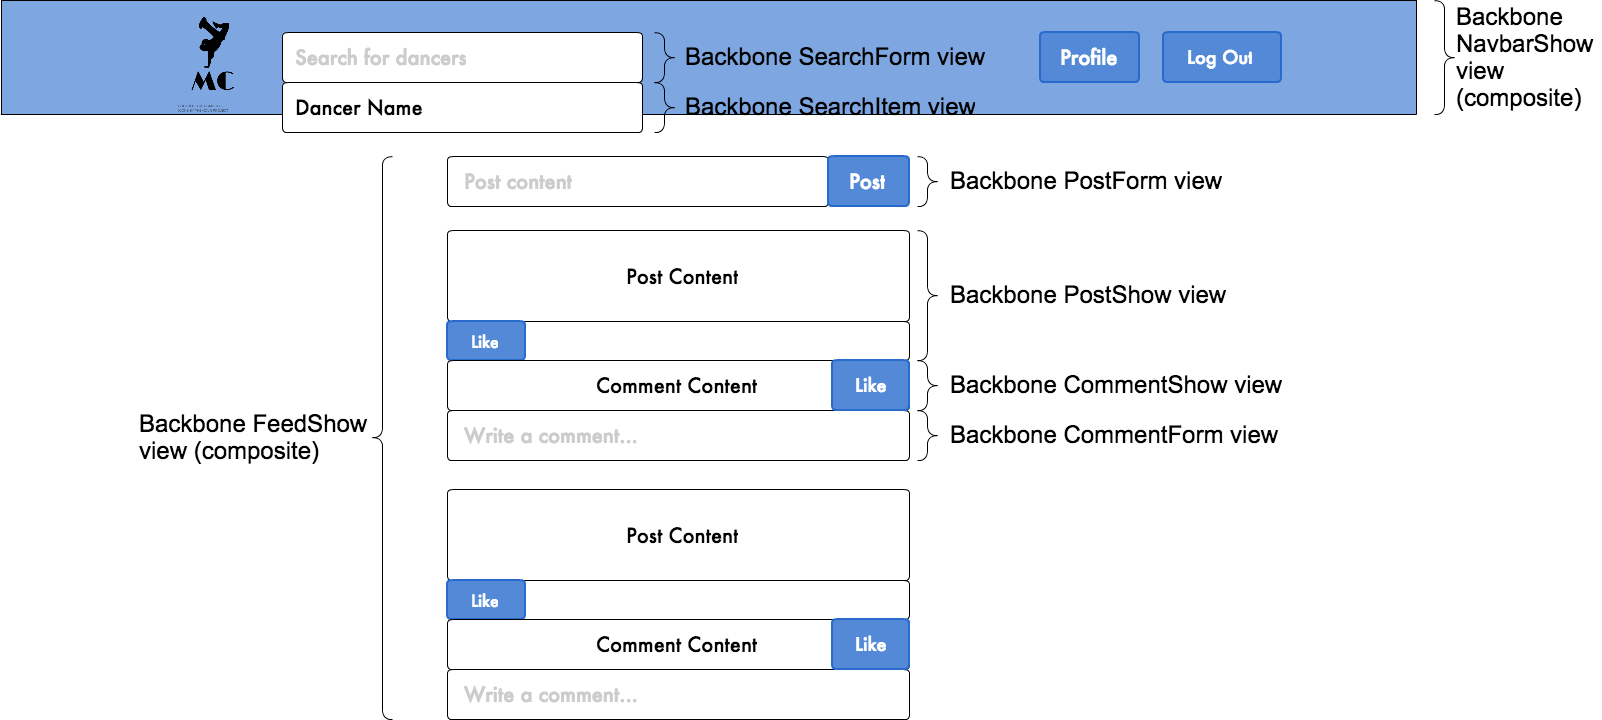 MC
Search for dancers
Dancer Name
Backbone SearchForm view
Backbone SearchItem view
Profile
Log Out
Backbone
NavbarShow
view
(composite)
Post content
Post
Backbone PostForm view
Post Content
Backbone PostShow view
Like
Comment Content
Like
Backbone CommentShow view
Write a comment...
Backbone CommentForm view
Backbone FeedShow
view (composite)
Post Content
Like
Comment Content
Like
Write a comment...